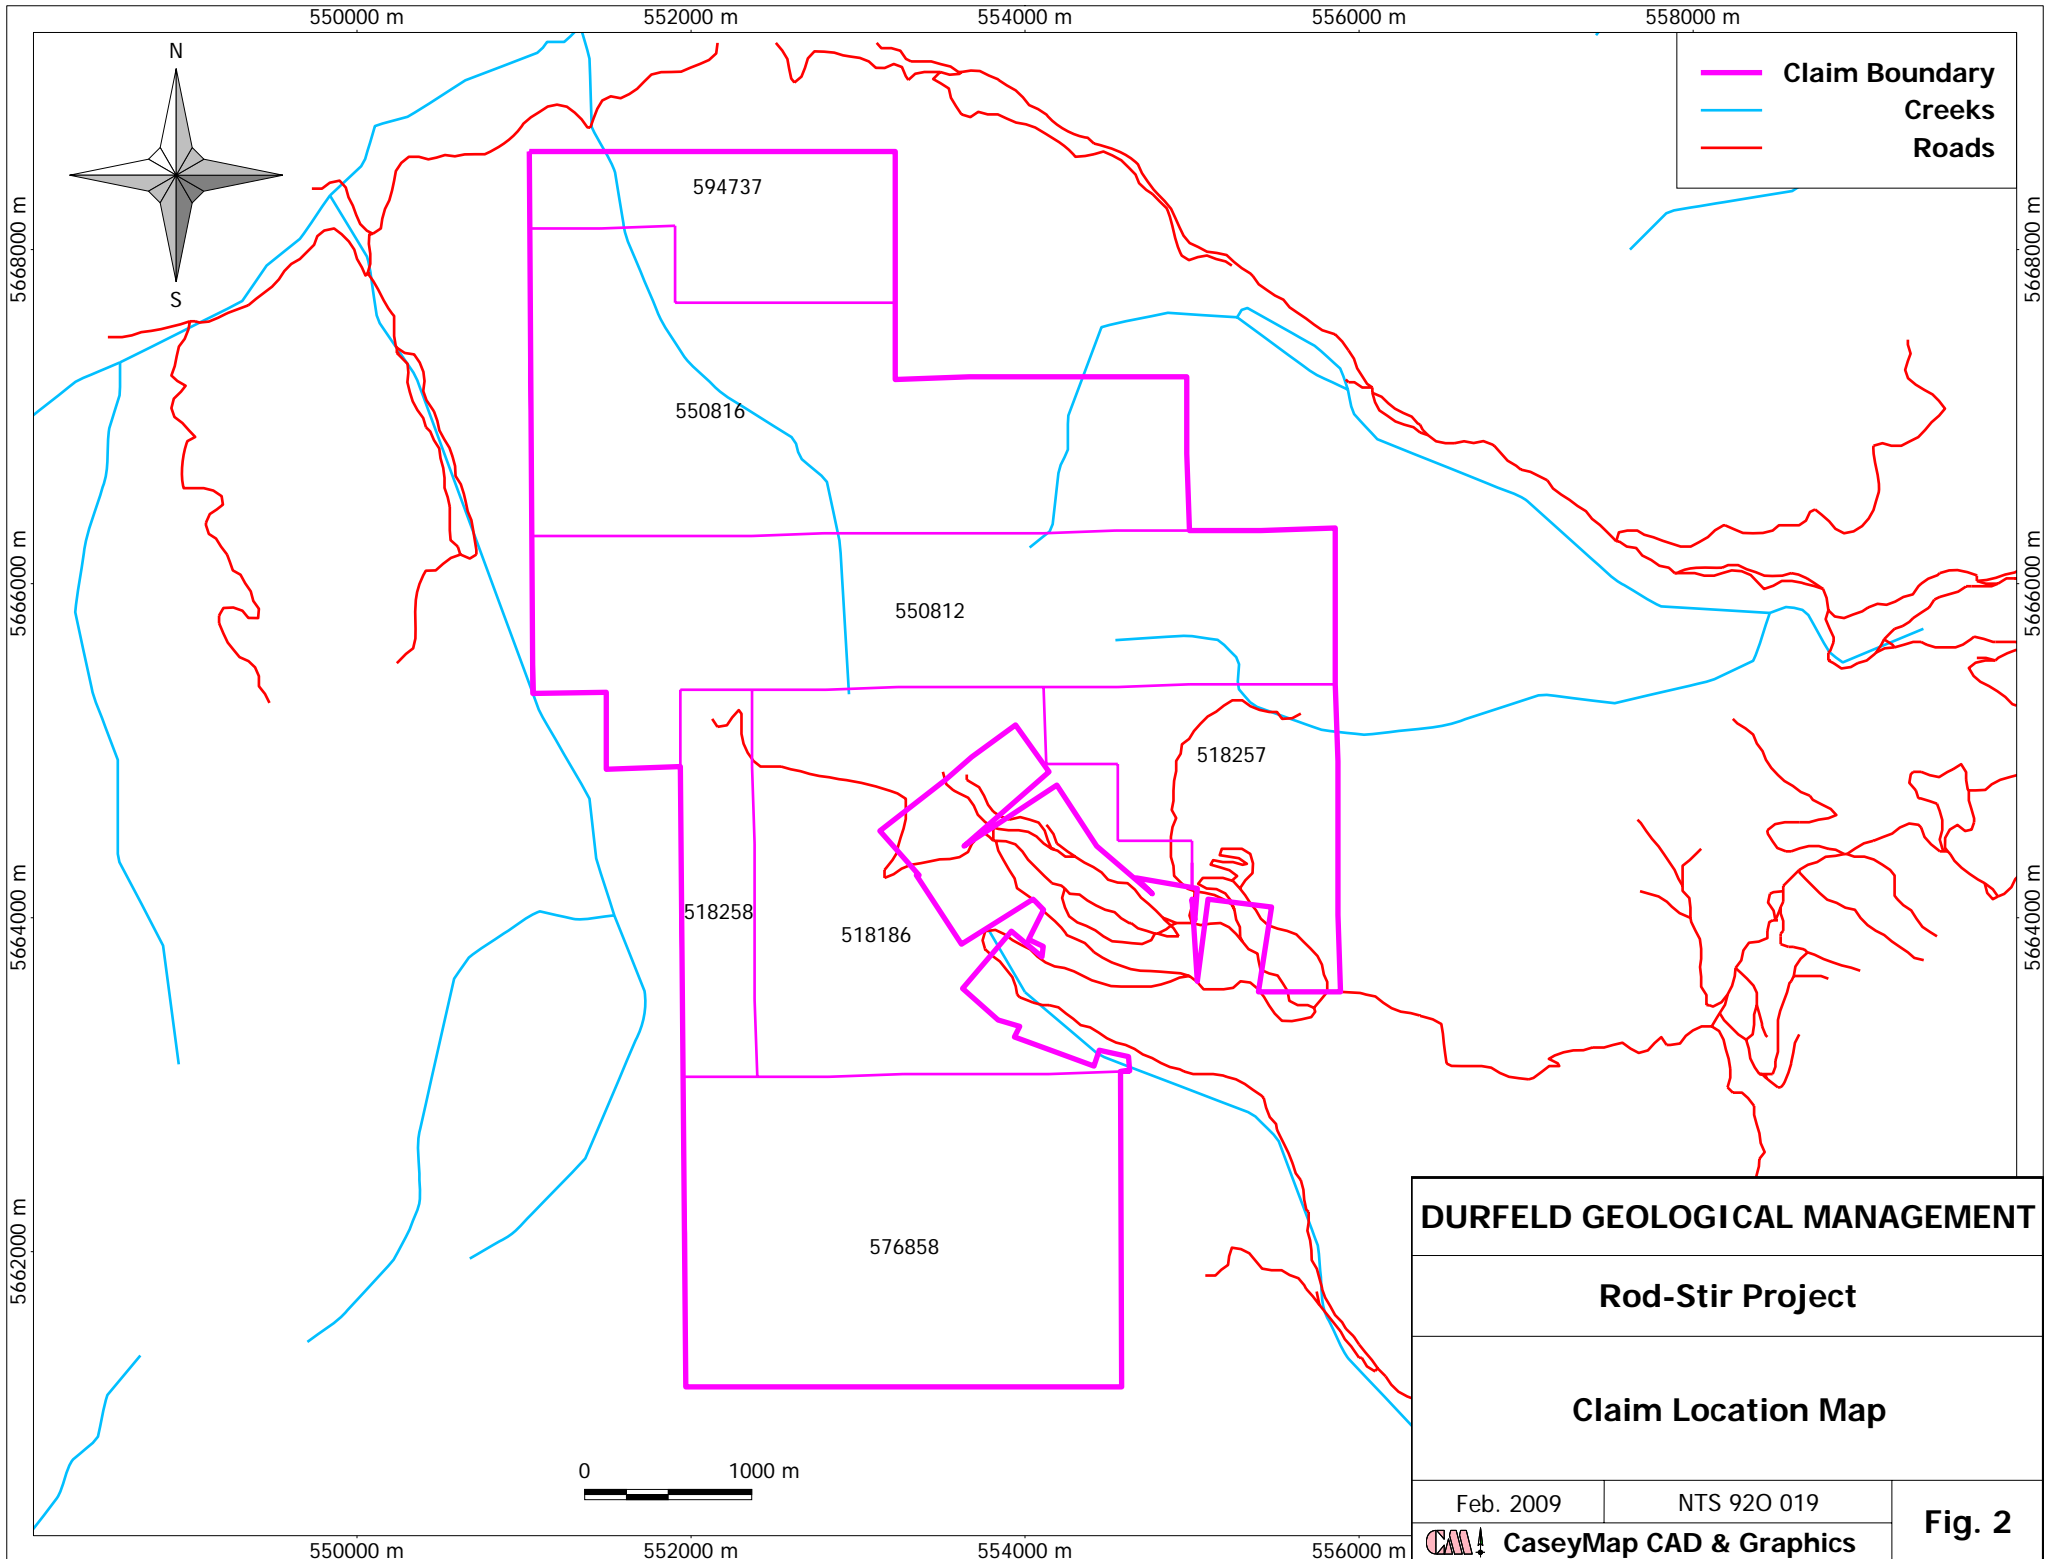 550000 m 552000 m 554000 m 556000 m 558000 m
N
S
Claim Boundary
Creeks
Roads
5668000 m
5668000 m
5666000 m
5666000 m
5664000 m
5664000 m
5662000 m
594737
550816
550812
518257
518258
518186
576858
0 1000 m
DURFELD GEOLOGICAL MANAGEMENT
Rod-Stir Project
Claim Location Map
Feb. 2009 NTS 92O 019
CaseyMap CAD & Graphics
Fig. 2
550000 m 552000 m 554000 m 556000 m